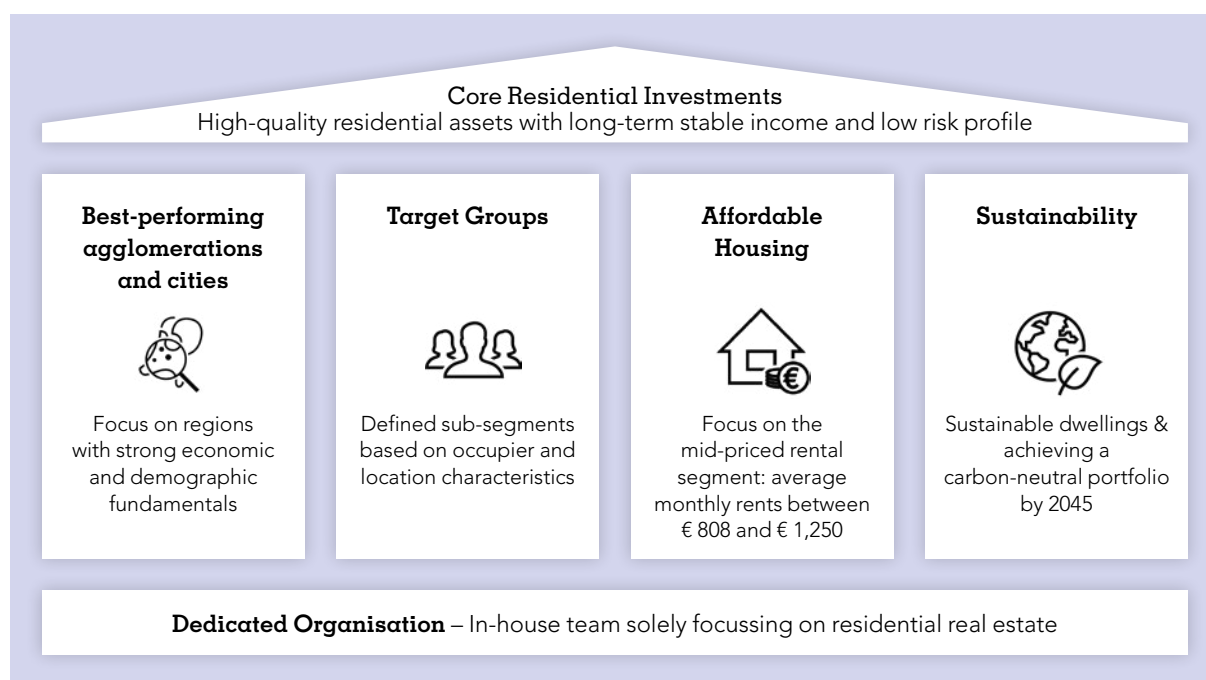 Core Residential Investments
High-quality residential assets with long-term stable income and low risk profile
Best-performing
agglomerations
and cities
Focus on regions
with strong economic
and demographic
fundamentals
Target Groups
Defined sub-segments
based on occupier and
location characteristics
Affordable
Housing
€
Focus on the
mid-priced rental
segment: average
monthly rents between
€ 808 and € 1,250
Sustainability
Sustainable dwellings &
achieving a
carbon-neutral portfolio
by 2045
Dedicated Organisation – In-house team solely focussing on residential real estate